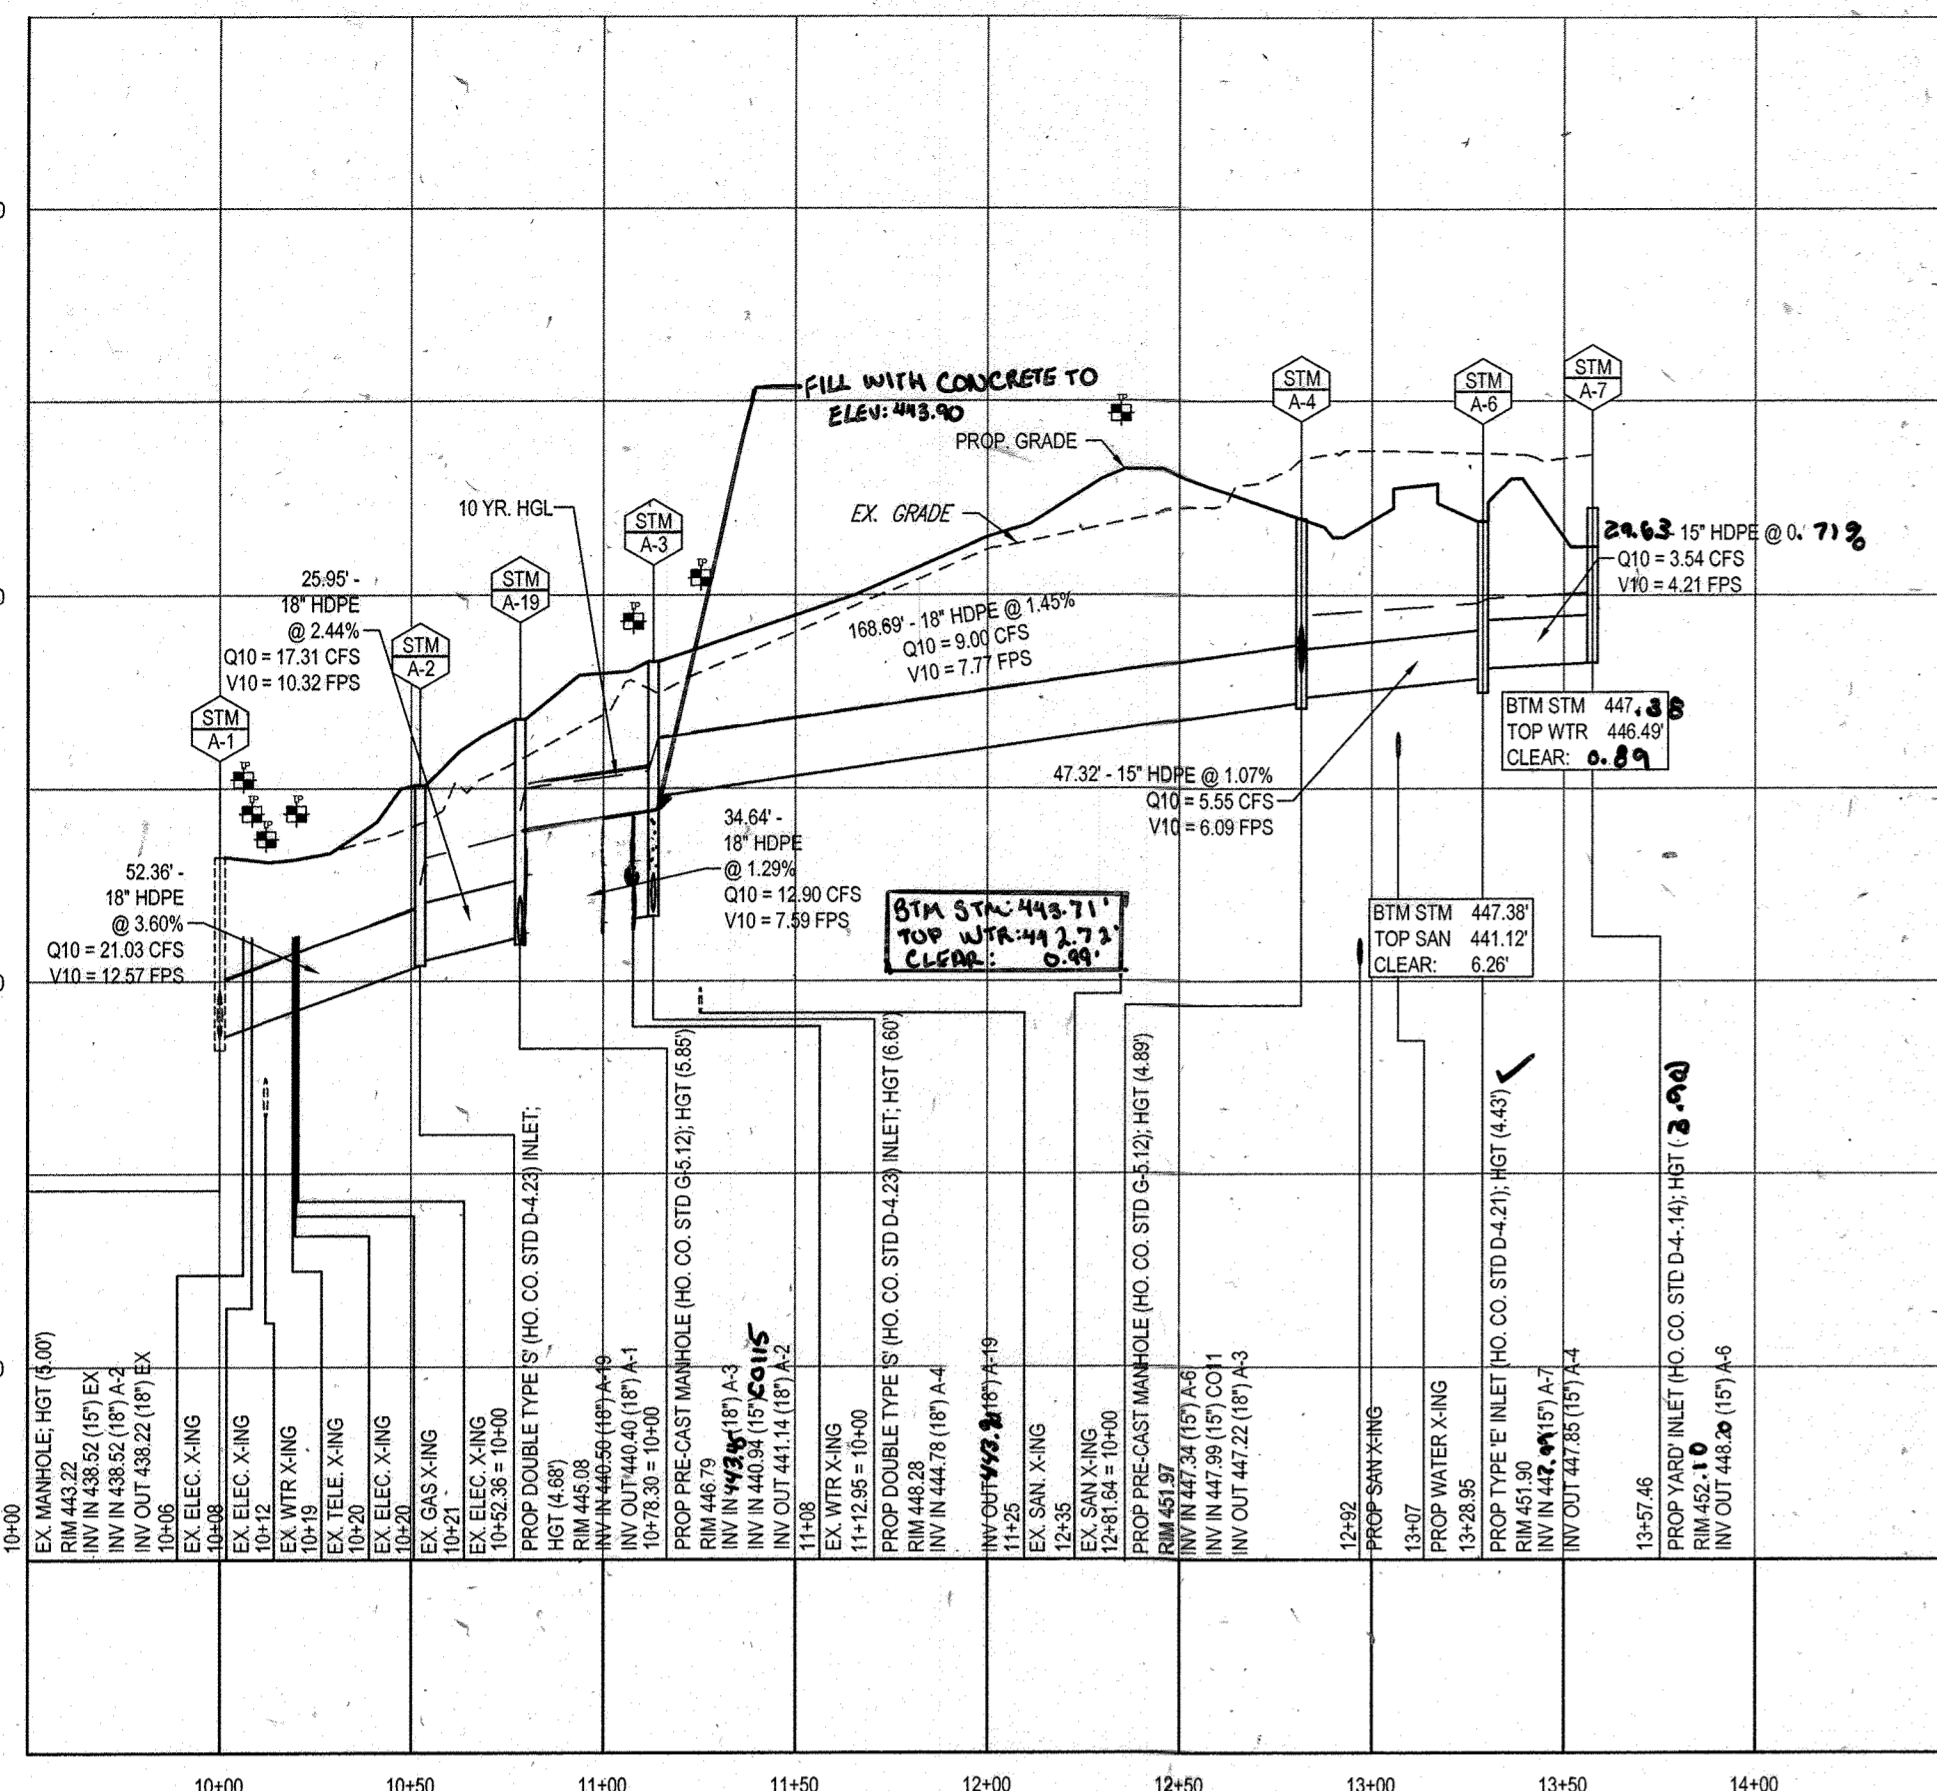 FILL WITH CONCRETE TO
ELEV: 443.90
PROP. GRADE
EX. GRADE
10 YR. HGL
STM
A-1
STM
A-2
STM
A-19
STM
A-3
STM
A-4
STM
A-6
STM
A-7
TP
TP
TP
TP
TP
TP
TP
25.95' -
18" HDPE
@ 2.44%
Q10 = 17.31 CFS
V10 = 10.32 FPS
52.36' -
18" HDPE
@ 3.60%
Q10 = 21.03 CFS
V10 = 12.57 FPS
34.64' -
18" HDPE
@ 1.29%
Q10 = 12.90 CFS
V10 = 7.59 FPS
168.69' - 18" HDPE @ 1.45%
Q10 = 9.00 CFS
V10 = 7.77 FPS
47.32' - 15" HDPE @ 1.07%
Q10 = 5.55 CFS
V10 = 6.09 FPS
29.63 - 15" HDPE @ 0.71%
Q10 = 3.54 CFS
V10 = 4.21 FPS
BTM STM 447.38
TOP WTR 446.49'
CLEAR: 0.89
BTM STM: 443.71'
TOP WTR: 442.72'
CLEAR: 0.99'
BTM STM 447.38'
TOP SAN 441.12'
CLEAR: 6.26'
10+00
EX. MANHOLE; HGT (5.00')
RIM 443.22
INV IN 438.52 (15") EX
INV IN 438.52 (18") A-2
INV OUT 438.22 (18") EX
10+06
EX. ELEC. X-ING
10+08
EX. ELEC. X-ING
10+12
EX. WTR X-ING
10+19
EX. TELE. X-ING
10+20
EX. ELEC. X-ING
10+20
EX. GAS X-ING
10+21
EX. ELEC. X-ING
10+52.36 = 10+00
PROP DOUBLE TYPE 'S' (HO. CO. STD D-4.23) INLET;
HGT (4.68')
RIM 445.08
INV IN 440.50 (18") A-19
INV OUT 440.40 (18") A-1
10+78.30 = 10+00
PROP PRE-CAST MANHOLE (HO. CO. STD G-5.12); HGT (5.85')
RIM 446.79
INV IN 443.45 (18") A-3
INV IN 440.94 (15") CO115
INV OUT 441.14 (18") A-2
11+08
EX. WTR X-ING
11+12.95 = 10+00
PROP DOUBLE TYPE 'S' (HO. CO. STD D-4.23) INLET; HGT (6.60')
RIM 448.28
INV IN 444.78 (18") A-4
INV OUT 443.90 (18") A-19
11+25
EX. SAN. X-ING
12+35
EX. SAN X-ING
12+81.64 = 10+00
PROP PRE-CAST MANHOLE (HO. CO. STD G-5.12); HGT (4.89')
RIM 451.97
INV IN 447.34 (15") A-6
INV IN 447.99 (15") CO11
INV OUT 447.22 (18") A-3
12+92
PROP SAN X-ING
13+07
PROP WATER X-ING
13+28.95
PROP TYPE 'E' INLET (HO. CO. STD D-4.21); HGT (4.43')
RIM 451.90
INV IN 447.99 (15") A-7
INV OUT 447.85 (15") A-4
13+57.46
PROP YARD' INLET (HO. CO. STD D-4-.14); HGT (3.90)
RIM 452.10
INV OUT 448.20 (15") A-6
10+00 10+50 11+00 11+50 12+00 12+50 13+00 13+50 14+00